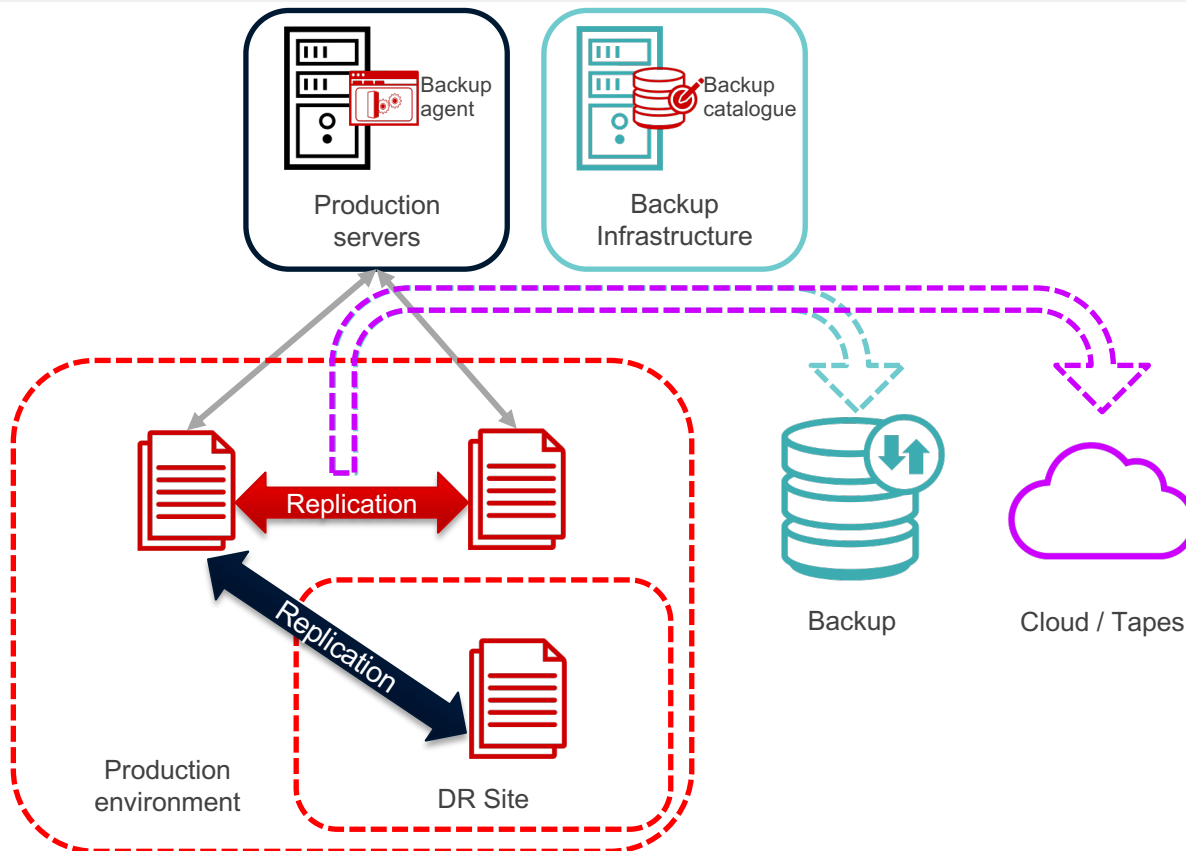 Backup
agent
Backup
catalogue
Production
servers
Backup
Infrastructure
Replication
Replication
Backup
Cloud / Tapes
Production
environment
DR Site